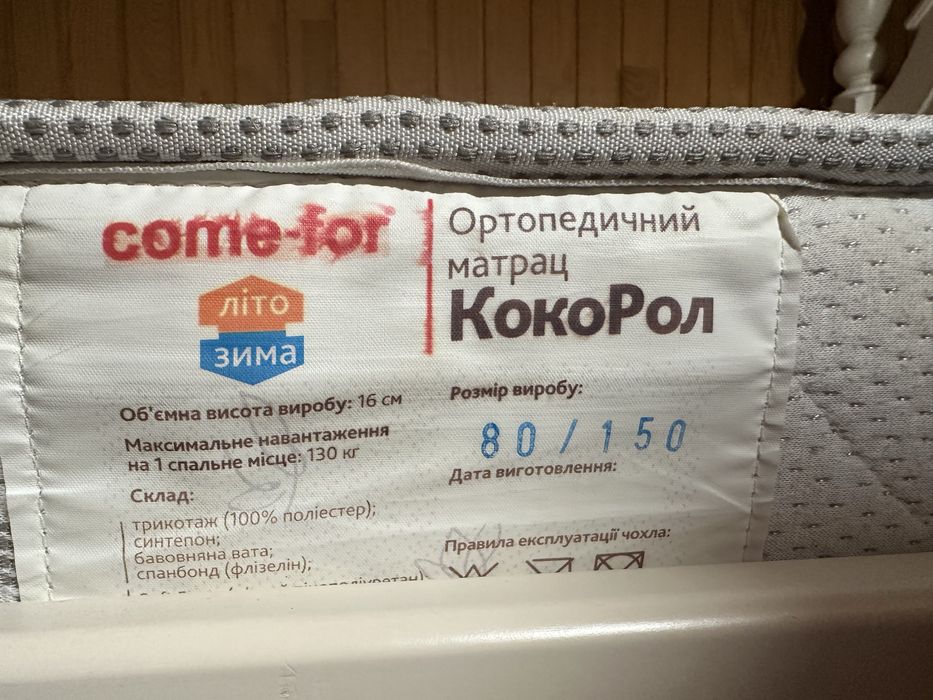 come-for
літо
зима
Об'ємна висота виробу: 16 см
Максимальне навантаження
на 1 спальне місце: 130 кг
Склад:
трикотаж (100% поліестер);
синтепон;
бавовняна вата;
спанбонд (флізелін);
Ортопедичний
матрац
КокоРол
Розмір виробу:
80/150
Дата виготовлення:
Правила експлуатації чохла: